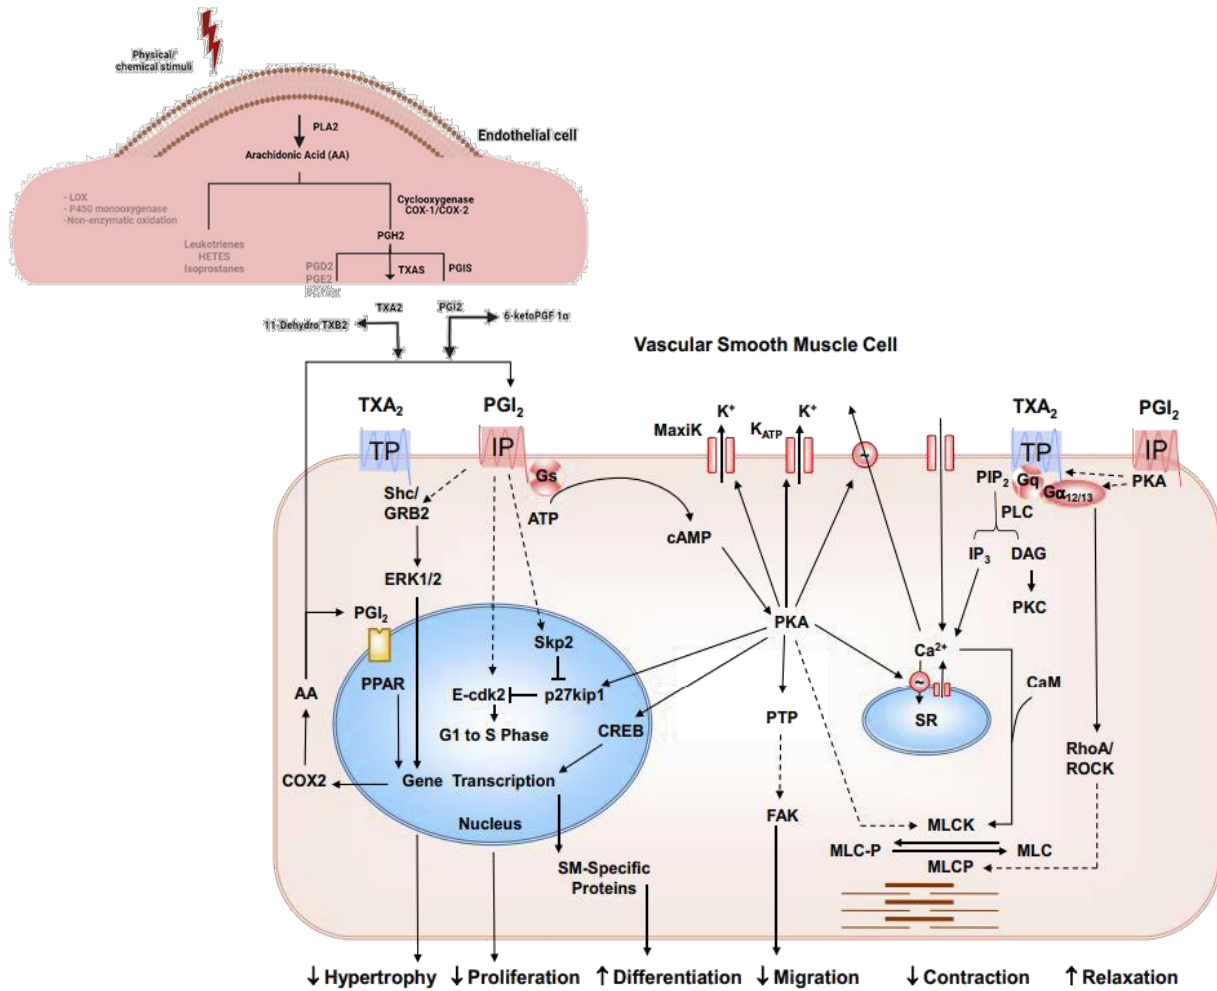 Physical/
chemical stimuli
PLA2
Endothelial cell
Arachidonic Acid (AA)
- LOX
- P450 monooxygenase
-Non-enzymatic oxidation
Cyclooxygenase
COX-1/COX-2
Leukotrienes
HETES
Isoprostanes
PGH2
PGD2
PGE2
TXAS
PGIS
TXA2
PGI2
11-Dehydro TXB2
6-ketoPGF 1α
Vascular Smooth Muscle Cell
TXA2
PGI2
MaxiK
K+
KATP
K+
TXA2
PGI2
TP
IP
Gs
~
TP
IP
Shc/
GRB2
ATP
cAMP
PIP2
Gq
Gα12/13
PKA
PLC
IP3
DAG
PKC
ERK1/2
PGI2
PPAR
Skp2
PKA
Ca2+
~
SR
CaM
AA
E-cdk2
p27kip1
G1 to S Phase
CREB
PTP
RhoA/
ROCK
COX2
Gene Transcription
Nucleus
FAK
MLCK
MLC-P
MLC
MLCP
SM-Specific
Proteins
↓ Hypertrophy ↓ Proliferation ↑ Differentiation ↓ Migration ↓ Contraction ↑ Relaxation